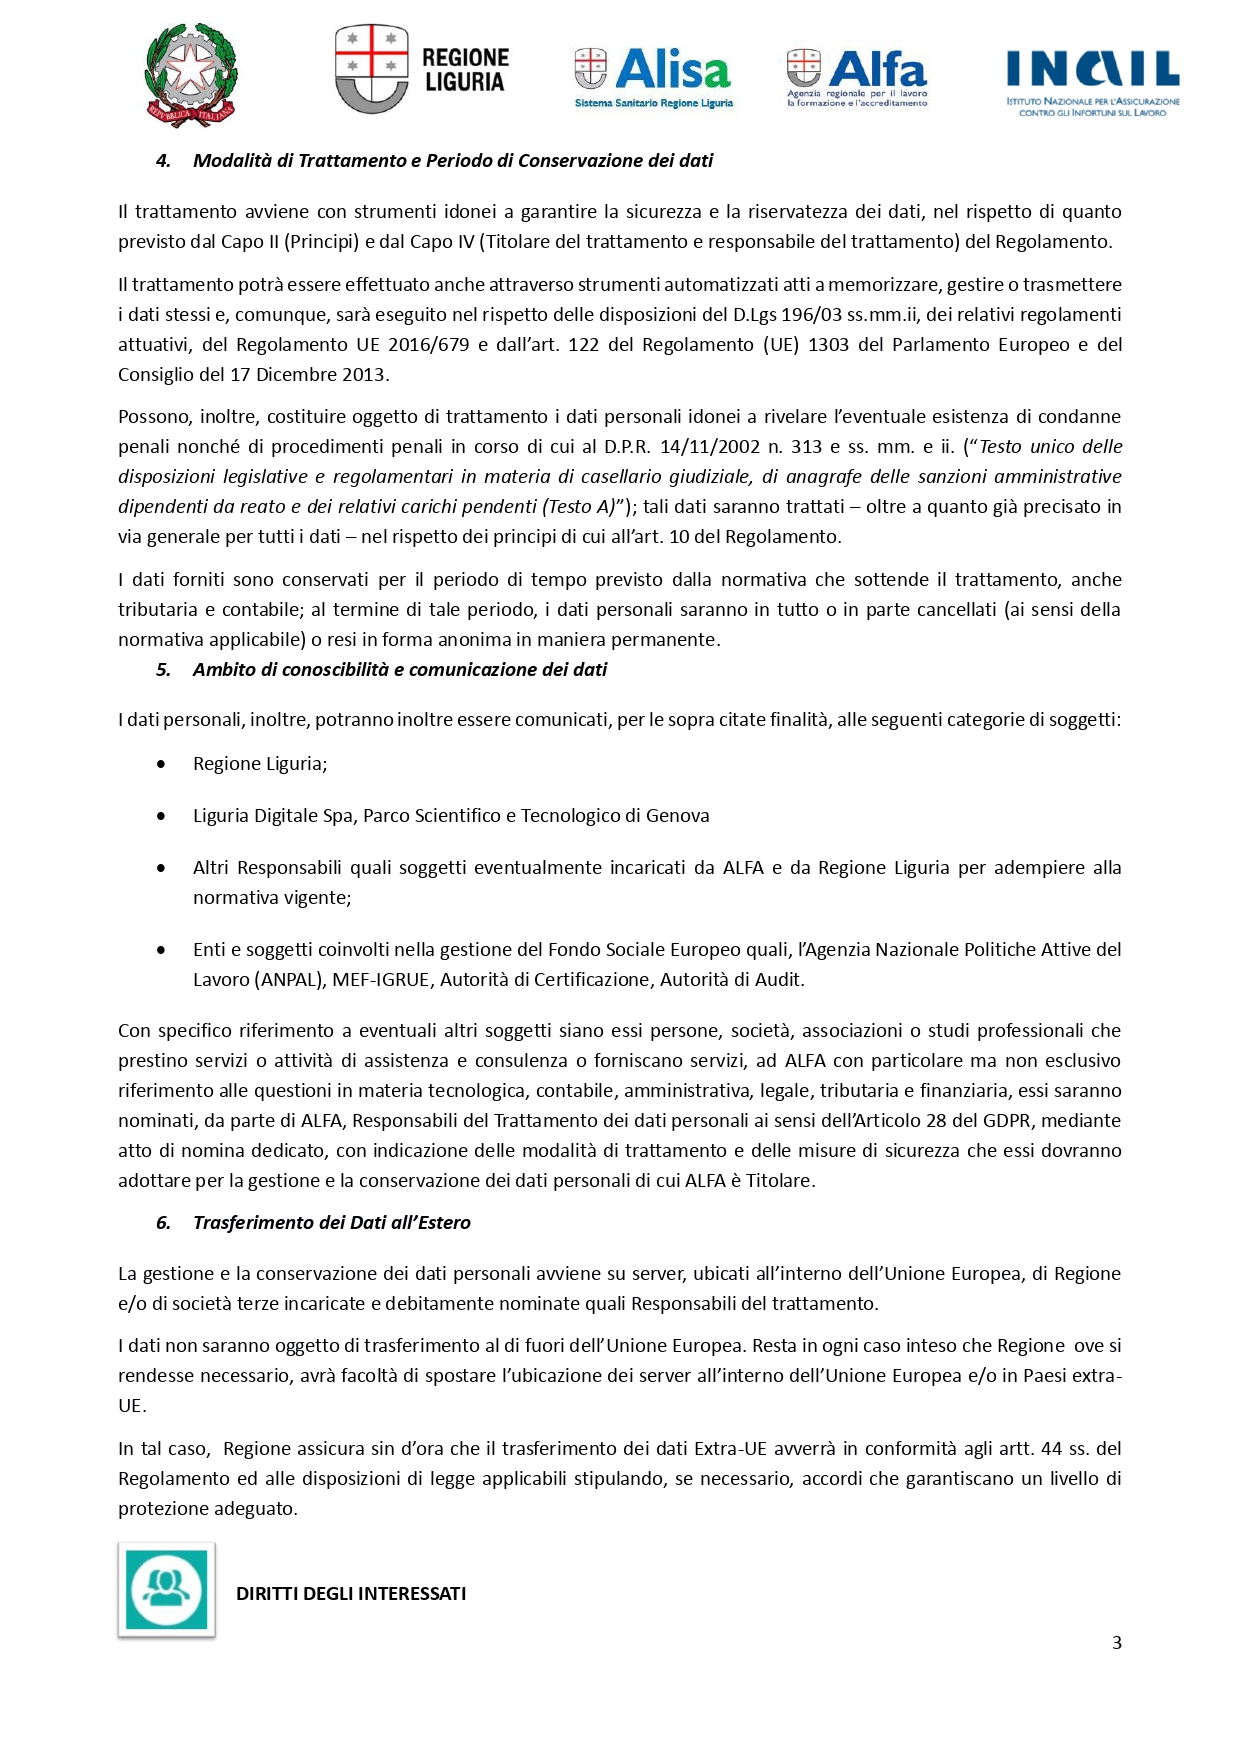 REPVBBLICA ITALIANA
REGIONE
LIGURIA
Alisa
Sistema Sanitario Regione Liguria
Alfa
Agenzia regionale per il lavoro
la formazione e l'accreditamento
INAIL
ISTITUTO NAZIONALE PER L'ASSICURAZIONE
CONTRO GLI INFORTUNI SUL LAVORO
4. Modalità di Trattamento e Periodo di Conservazione dei dati
Il trattamento avviene con strumenti idonei a garantire la sicurezza e la riservatezza dei dati, nel rispetto di quanto
previsto dal Capo II (Principi) e dal Capo IV (Titolare del trattamento e responsabile del trattamento) del Regolamento.
Il trattamento potrà essere effettuato anche attraverso strumenti automatizzati atti a memorizzare, gestire o trasmettere
i dati stessi e, comunque, sarà eseguito nel rispetto delle disposizioni del D.Lgs 196/03 ss.mm.ii, dei relativi regolamenti
attuativi, del Regolamento UE 2016/679 e dall’art. 122 del Regolamento (UE) 1303 del Parlamento Europeo e del
Consiglio del 17 Dicembre 2013.
Possono, inoltre, costituire oggetto di trattamento i dati personali idonei a rivelare l’eventuale esistenza di condanne
penali nonché di procedimenti penali in corso di cui al D.P.R. 14/11/2002 n. 313 e ss. mm. e ii. (“Testo unico delle
disposizioni legislative e regolamentari in materia di casellario giudiziale, di anagrafe delle sanzioni amministrative
dipendenti da reato e dei relativi carichi pendenti (Testo A)”); tali dati saranno trattati – oltre a quanto già precisato in
via generale per tutti i dati – nel rispetto dei principi di cui all’art. 10 del Regolamento.
I dati forniti sono conservati per il periodo di tempo previsto dalla normativa che sottende il trattamento, anche
tributaria e contabile; al termine di tale periodo, i dati personali saranno in tutto o in parte cancellati (ai sensi della
normativa applicabile) o resi in forma anonima in maniera permanente.
5. Ambito di conoscibilità e comunicazione dei dati
I dati personali, inoltre, potranno inoltre essere comunicati, per le sopra citate finalità, alle seguenti categorie di soggetti:
• Regione Liguria;
• Liguria Digitale Spa, Parco Scientifico e Tecnologico di Genova
• Altri Responsabili quali soggetti eventualmente incaricati da ALFA e da Regione Liguria per adempiere alla
normativa vigente;
• Enti e soggetti coinvolti nella gestione del Fondo Sociale Europeo quali, l’Agenzia Nazionale Politiche Attive del
Lavoro (ANPAL), MEF-IGRUE, Autorità di Certificazione, Autorità di Audit.
Con specifico riferimento a eventuali altri soggetti siano essi persone, società, associazioni o studi professionali che
prestino servizi o attività di assistenza e consulenza o forniscano servizi, ad ALFA con particolare ma non esclusivo
riferimento alle questioni in materia tecnologica, contabile, amministrativa, legale, tributaria e finanziaria, essi saranno
nominati, da parte di ALFA, Responsabili del Trattamento dei dati personali ai sensi dell’Articolo 28 del GDPR, mediante
atto di nomina dedicato, con indicazione delle modalità di trattamento e delle misure di sicurezza che essi dovranno
adottare per la gestione e la conservazione dei dati personali di cui ALFA è Titolare.
6. Trasferimento dei Dati all’Estero
La gestione e la conservazione dei dati personali avviene su server, ubicati all’interno dell’Unione Europea, di Regione
e/o di società terze incaricate e debitamente nominate quali Responsabili del trattamento.
I dati non saranno oggetto di trasferimento al di fuori dell’Unione Europea. Resta in ogni caso inteso che Regione ove si
rendesse necessario, avrà facoltà di spostare l’ubicazione dei server all’interno dell’Unione Europea e/o in Paesi extra-
UE.
In tal caso, Regione assicura sin d’ora che il trasferimento dei dati Extra-UE avverrà in conformità agli artt. 44 ss. del
Regolamento ed alle disposizioni di legge applicabili stipulando, se necessario, accordi che garantiscano un livello di
protezione adeguato.
DIRITTI DEGLI INTERESSATI
3